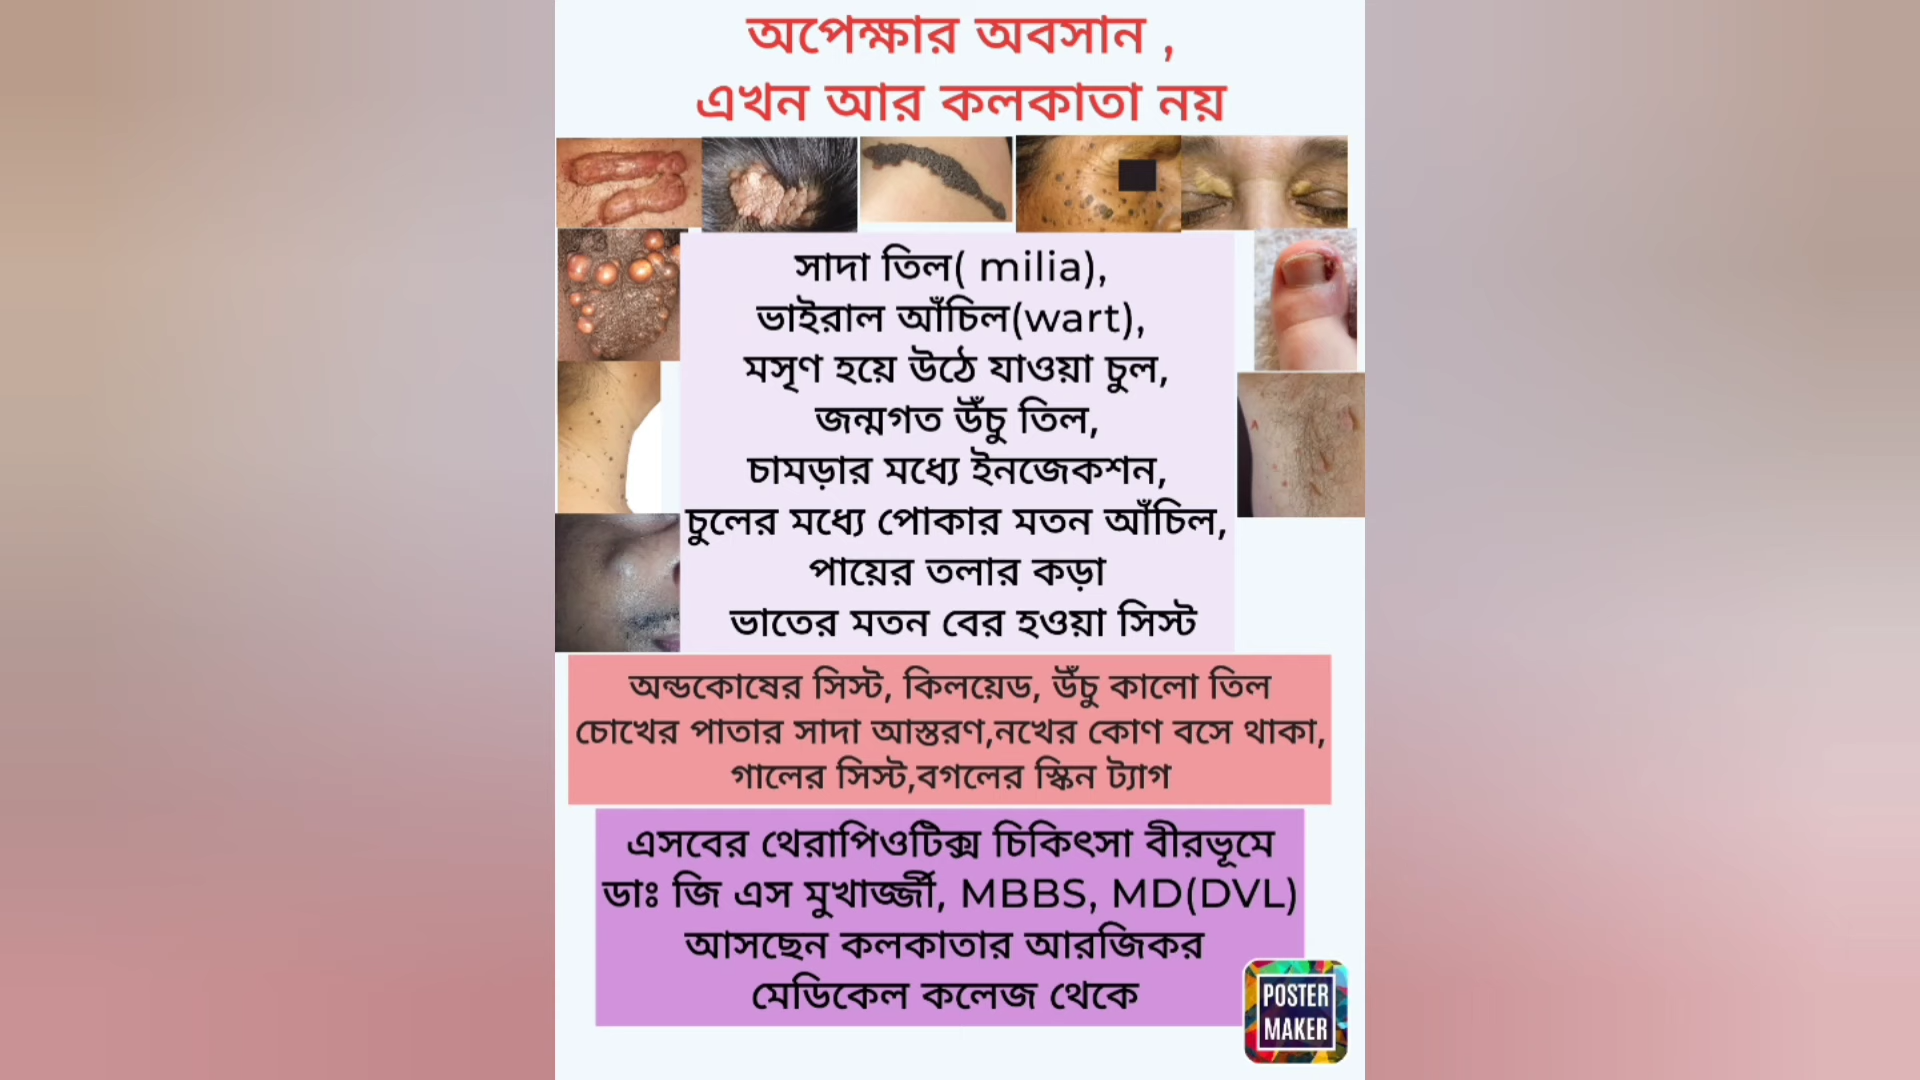 অপেক্ষার অবসান ,
এখন আর কলকাতা নয়
সাদা তিল( milia),
ভাইরাল আঁচিল(wart),
মসৃণ হয়ে উঠে যাওয়া চুল,
জন্মগত উঁচু তিল,
চামড়ার মধ্যে ইনজেকশন,
চুলের মধ্যে পোকার মতন আঁচিল,
পায়ের তলার কড়া
ভাতের মতন বের হওয়া সিস্ট
অন্ডকোষের সিস্ট, কিলয়েড, উঁচু কালো তিল
চোখের পাতার সাদা আস্তরণ,নখের কোণ বসে থাকা,
গালের সিস্ট,বগলের স্কিন ট্যাগ
এসবের থেরাপিওটিক্স চিকিৎসা বীরভূমে
ডাঃ জি এস মুখার্জ্জী, MBBS, MD(DVL)
আসছেন কলকাতার আরজিকর
মেডিকেল কলেজ থেকে
POSTER
MAKER